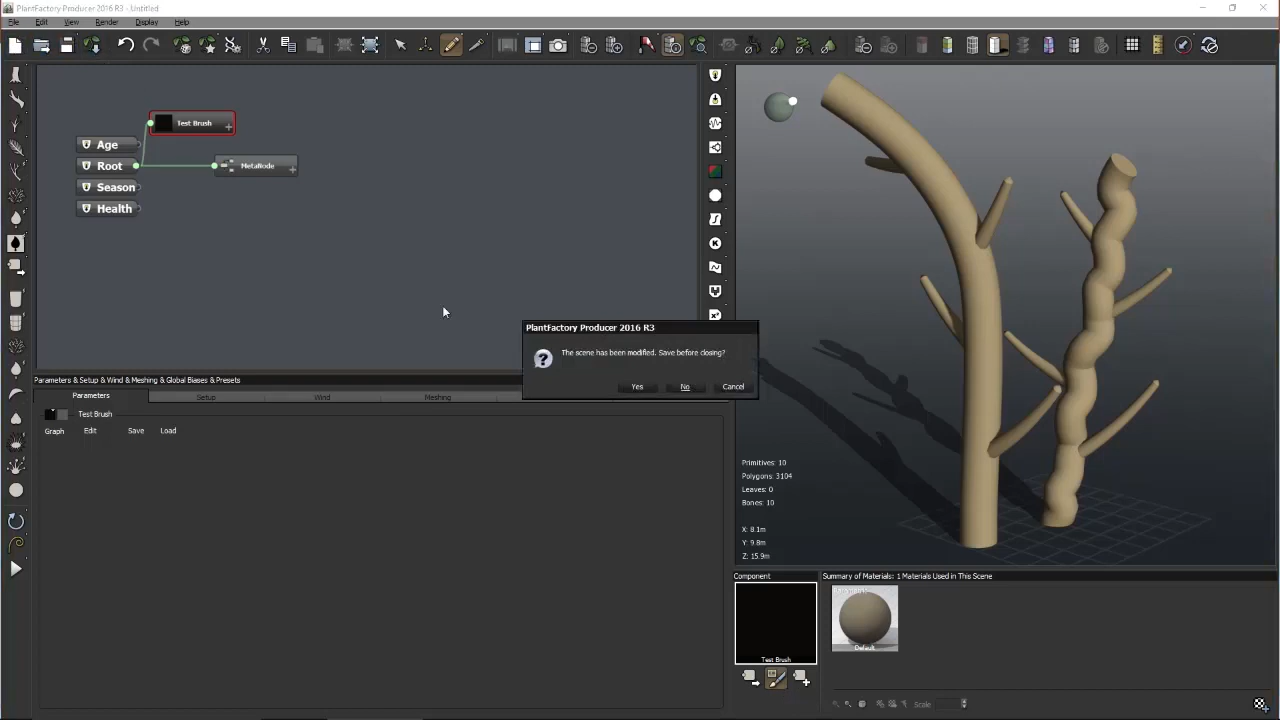 PlantFactory Producer 2016 R3 - Untitled
File Edit View Render Display Help
Test Brush
Age
Root
MetaNode
Season
Health
PlantFactory Producer 2016 R3
The scene has been modified. Save before closing?
Yes No Cancel
Parameters & Setup & Wind & Meshing & Global Biases & Presets
Parameters Setup Wind Meshing
Test Brush
Graph Edit Save Load
Primitives: 10
Polygons: 3104
Leaves: 0
Bones: 10
X: 8.1m
Y: 9.8m
Z: 15.9m
Component
Summary of Materials: 1 Materials Used in This Scene
Default
Test Brush
Scale